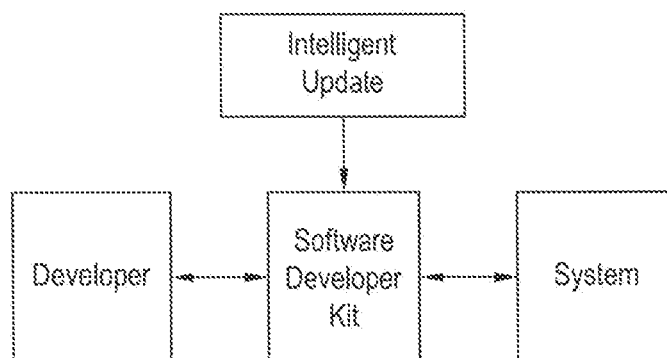 Intelligent
Update
Developer
Software
Developer
Kit
System